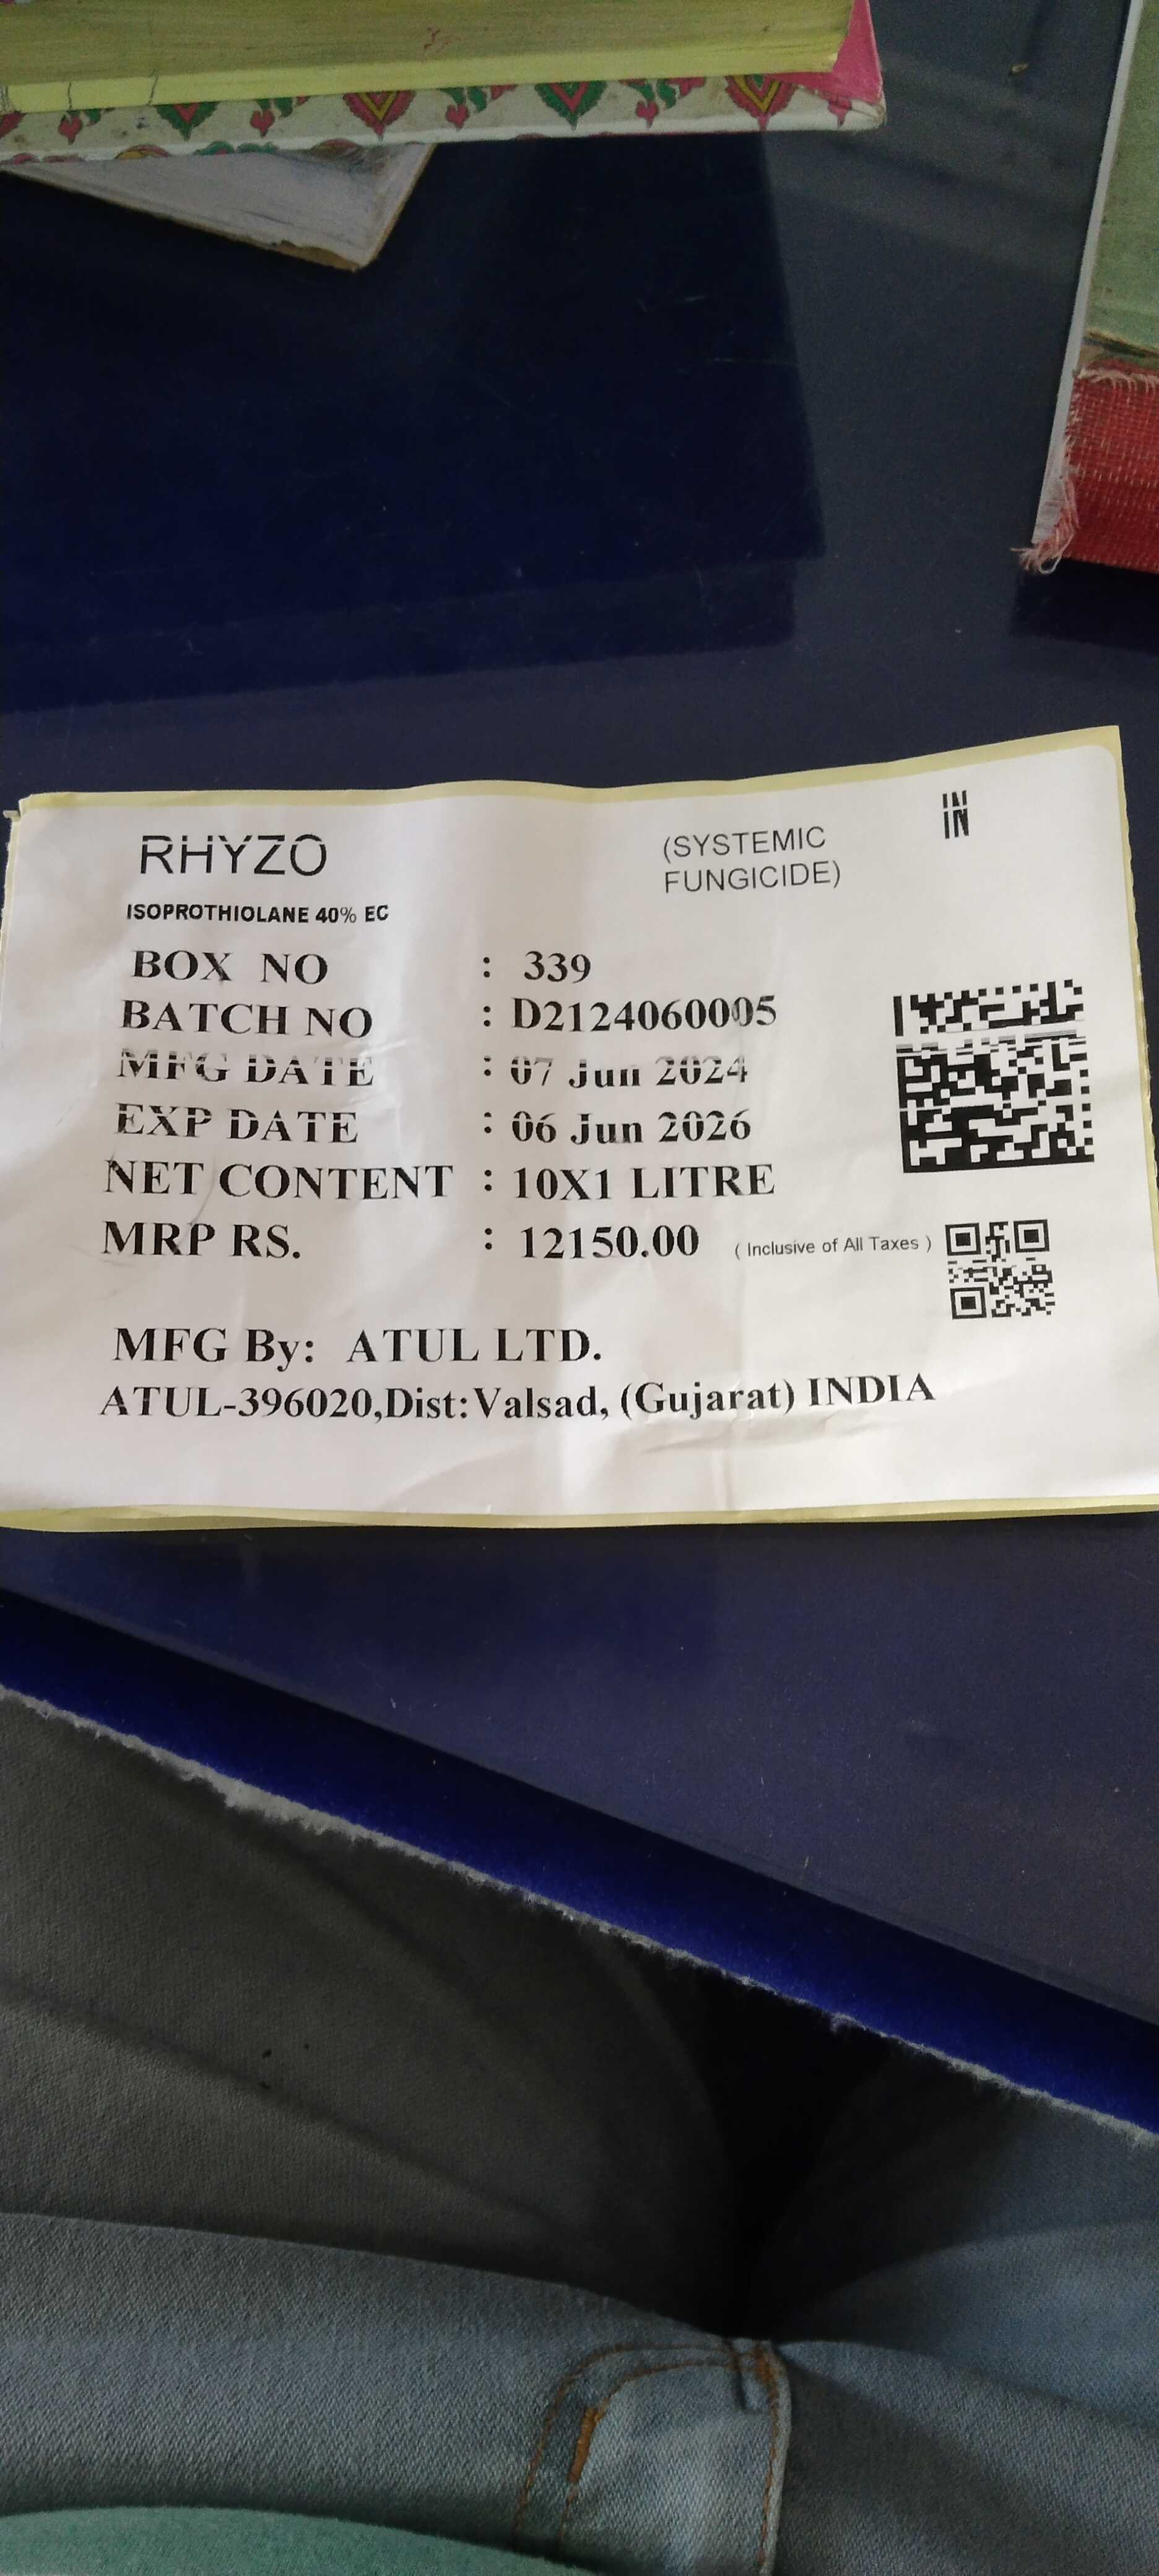 RHYZO
(SYSTEMIC
FUNGICIDE)
IN
ISOPROTHIOLANE 40% EC
BOX NO : 339
BATCH NO : D2124060005
MFG DATE : 07 Jun 2024
EXP DATE : 06 Jun 2026
NET CONTENT : 10X1 LITRE
MRP RS. : 12150.00 ( Inclusive of All Taxes )
MFG By: ATUL LTD.
ATUL-396020,Dist:Valsad, (Gujarat) INDIA